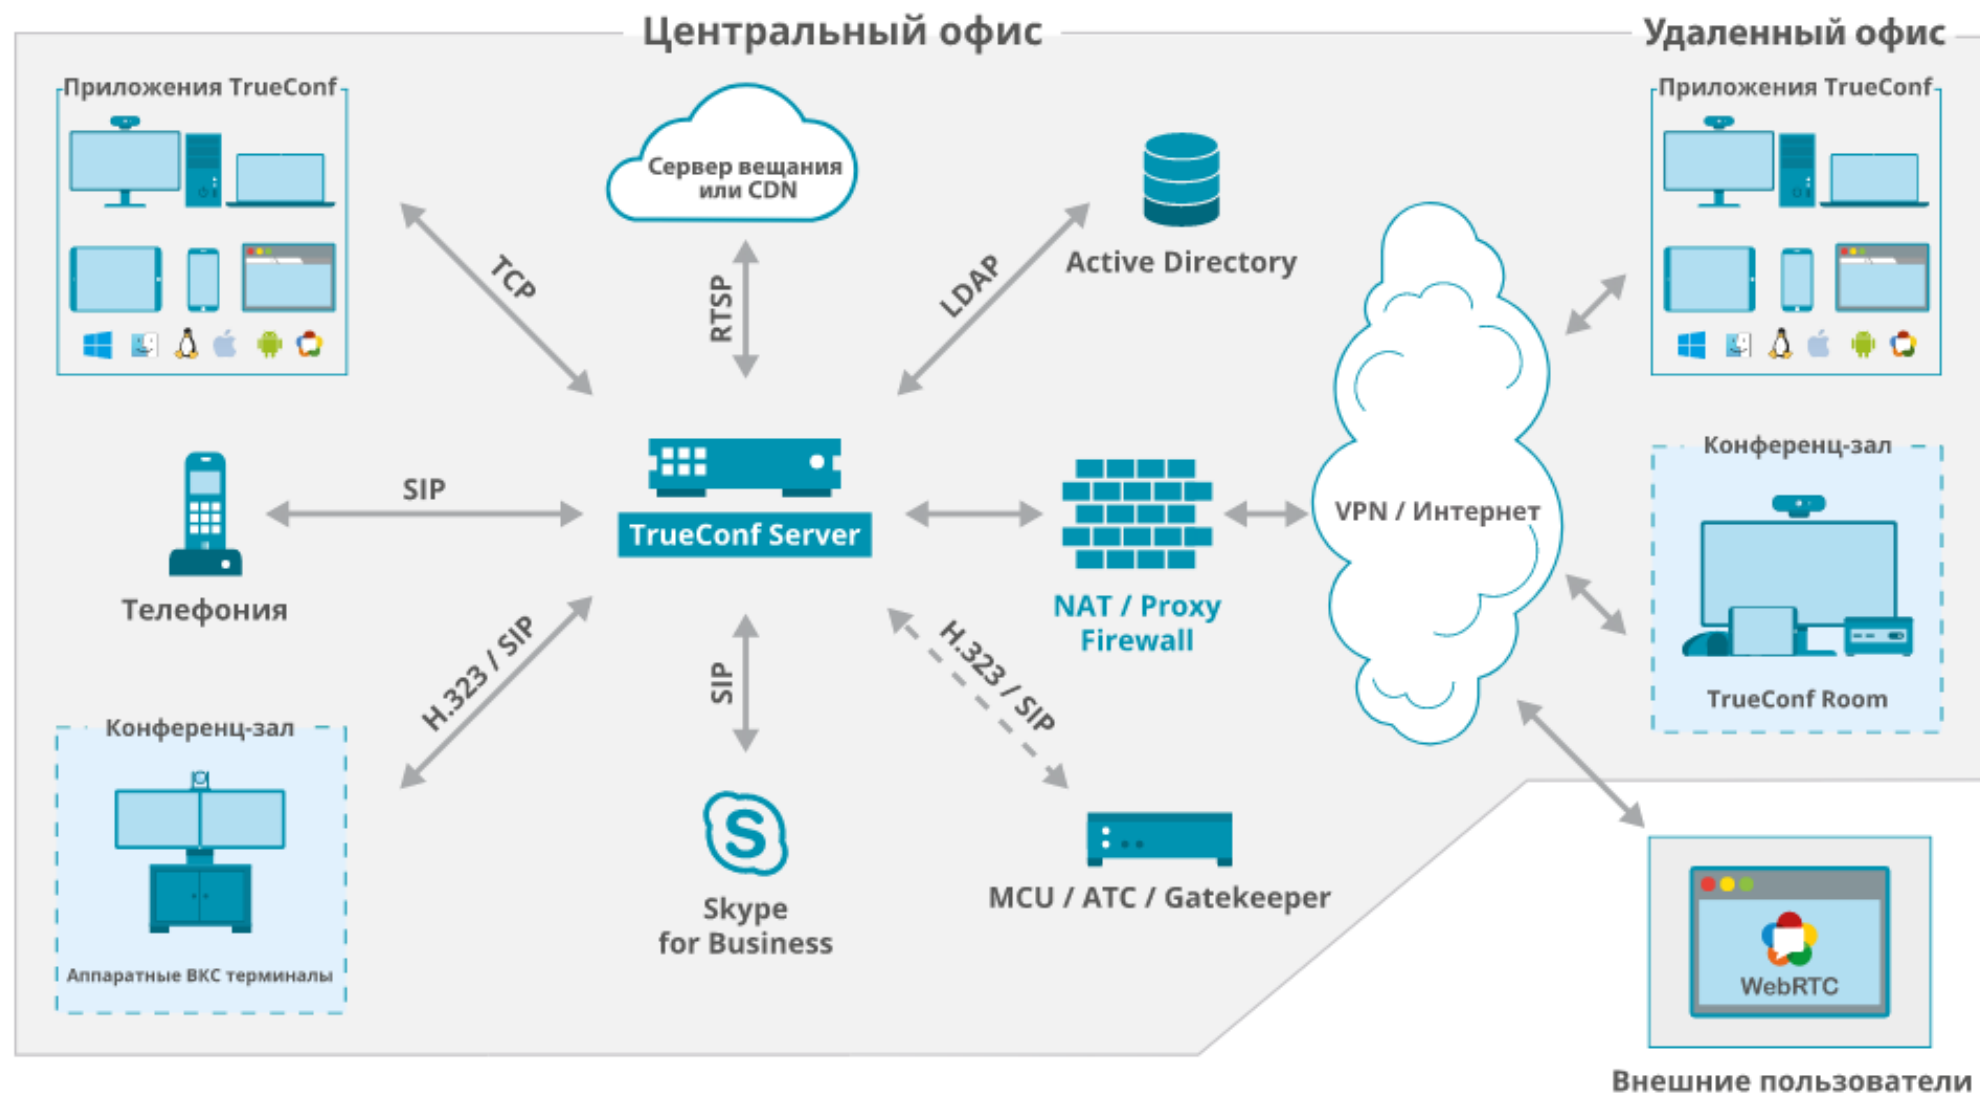 Центральный офис
Удаленный офис
Приложения TrueConf
Сервер вещания
или CDN
Active Directory
Приложения TrueConf
TCP
RTSP
LDAP
Телефония
SIP
TrueConf Server
NAT / Proxy
Firewall
VPN / Интернет
Конференц-зал
TrueConf Room
H.323 / SIP
SIP
H.323 / SIP
Конференц-зал
Аппаратные ВКС терминалы
Skype
for Business
MCU / ATC / Gatekeeper
WebRTC
Внешние пользователи